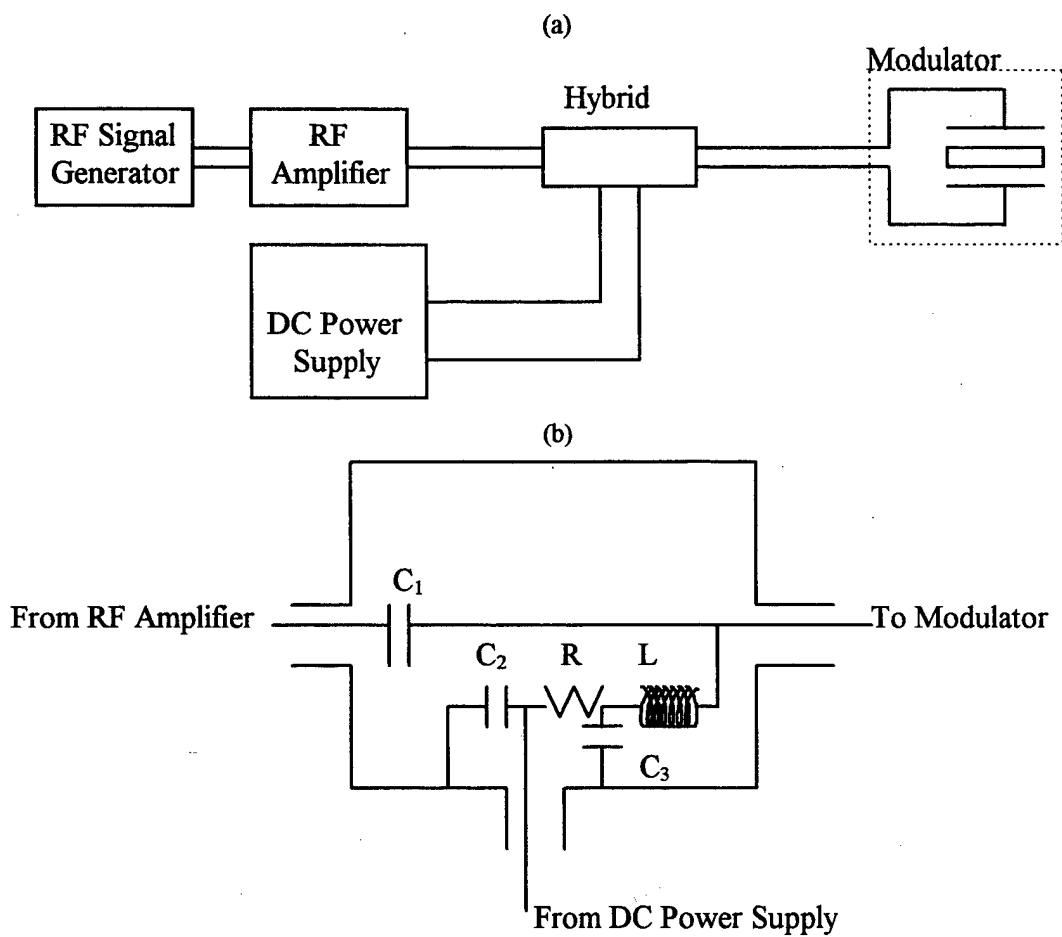 (a)
Modulator
Hybrid
RF Signal
Generator
RF
Amplifier
DC Power
Supply
(b)
C₁
From RF Amplifier
To Modulator
C₂
R
L
C₃
From DC Power Supply